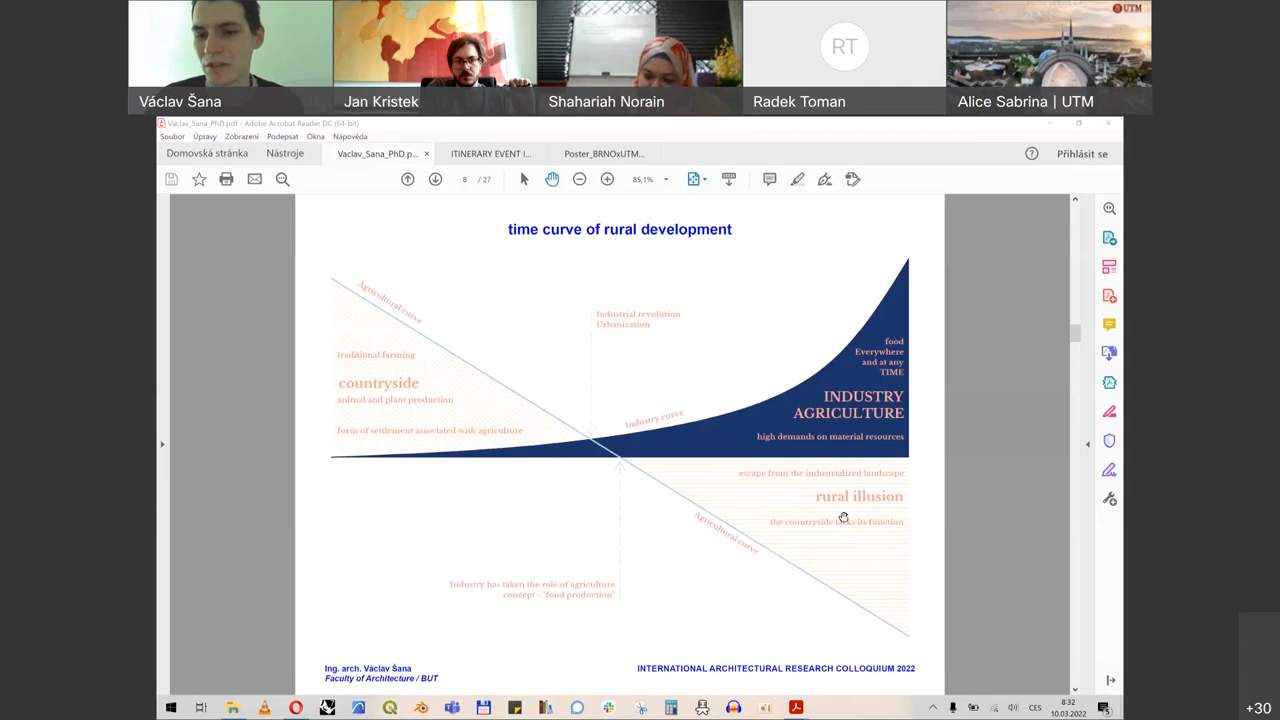 UTM
RT
Václav Šana
Jan Kristek
Shahariah Norain
Radek Toman
Alice Sabrina | UTM
Vaclav_Sana_PhD.pdf - Adobe Acrobat Reader DC (64-bit)
Soubor Úpravy Zobrazení Podepsat Okna Nápověda
Domovská stránka Nástroje Vaclav_Sana_PhD.p... × ITINERARY EVENT I... Poster_BRNOxUTM... Přihlásit se
8 / 27 85,1%
time curve of rural development
Agricultural curve
Industrial revolution
Urbanization
traditional farming
countryside
animal and plant production
form of settlement associated with agriculture
Industry curve
food
Everywhere
and at any
TIME
INDUSTRY
AGRICULTURE
high demands on material resources
escape from the industrialized landscape
rural illusion
the countryside lacks its function
Agricultural curve
Industry has taken the role of agriculture
concept - "food production"
Ing. arch. Václav Šana
Faculty of Architecture / BUT
INTERNATIONAL ARCHITECTURAL RESEARCH COLLOQUIUM 2022
CES
8:32
10.03.2022
5
+30